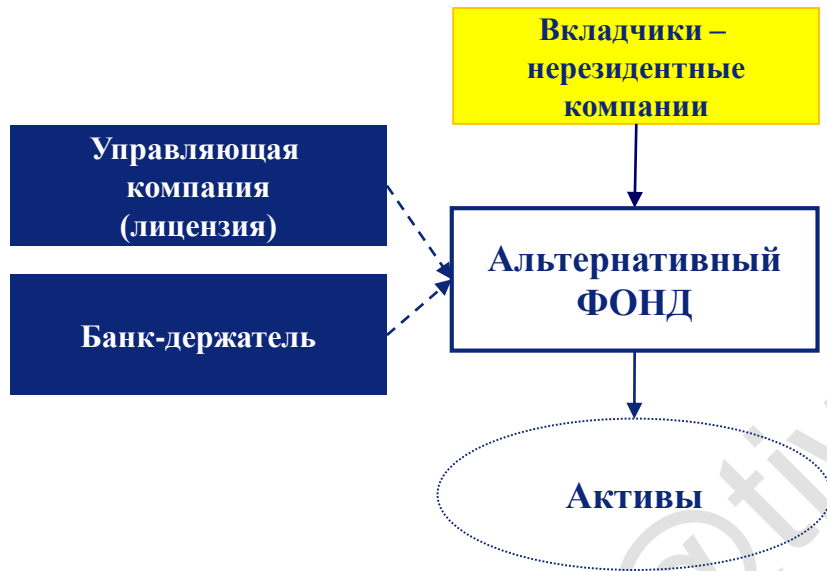 Вкладчики –
нерезидентные
компании
Управляющая
компания
(лицензия)
Альтернативный
ФОНД
Банк-держатель
Активы